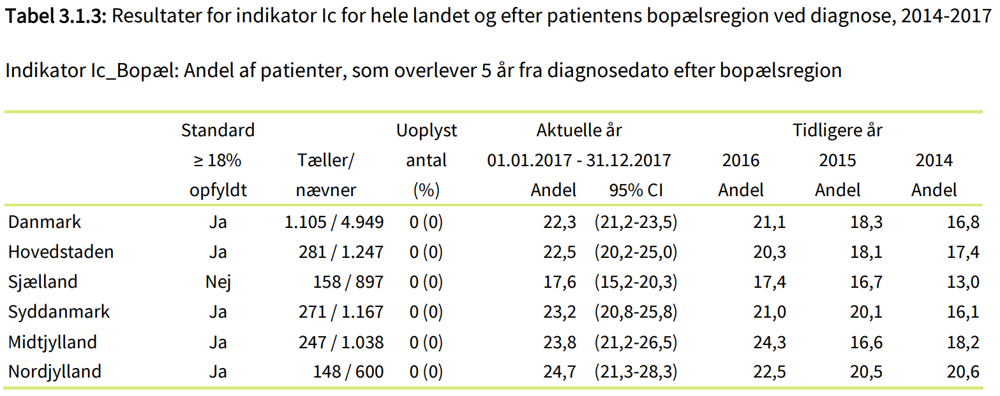 Tabel 3.1.3: Resultater for indikator Ic for hele landet og efter patientens bopælsregion ved diagnose, 2014-2017
Indikator Ic_Bopæl: Andel af patienter, som overlever 5 år fra diagnosedato efter bopælsregion
Standard Uoplyst Aktuelle år Tidligere år
≥ 18% Tæller/ antal 01.01.2017 - 31.12.2017 2016 2015 2014
opfyldt nævner (%) Andel 95% CI Andel Andel Andel
Danmark Ja 1.105 / 4.949 0 (0) 22,3 (21,2-23,5) 21,1 18,3 16,8
Hovedstaden Ja 281 / 1.247 0 (0) 22,5 (20,2-25,0) 20,3 18,1 17,4
Sjælland Nej 158 / 897 0 (0) 17,6 (15,2-20,3) 17,4 16,7 13,0
Syddanmark Ja 271 / 1.167 0 (0) 23,2 (20,8-25,8) 21,0 20,1 16,1
Midtjylland Ja 247 / 1.038 0 (0) 23,8 (21,2-26,5) 24,3 16,6 18,2
Nordjylland Ja 148 / 600 0 (0) 24,7 (21,3-28,3) 22,5 20,5 20,6